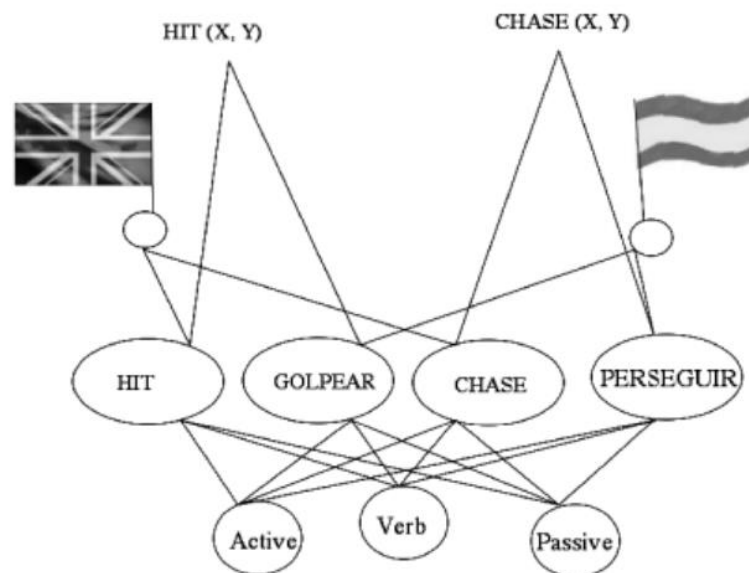 HIT (X, Y)
CHASE (X, Y)
HIT
GOLPEAR
CHASE
PERSEGUIR
Active
Verb
Passive